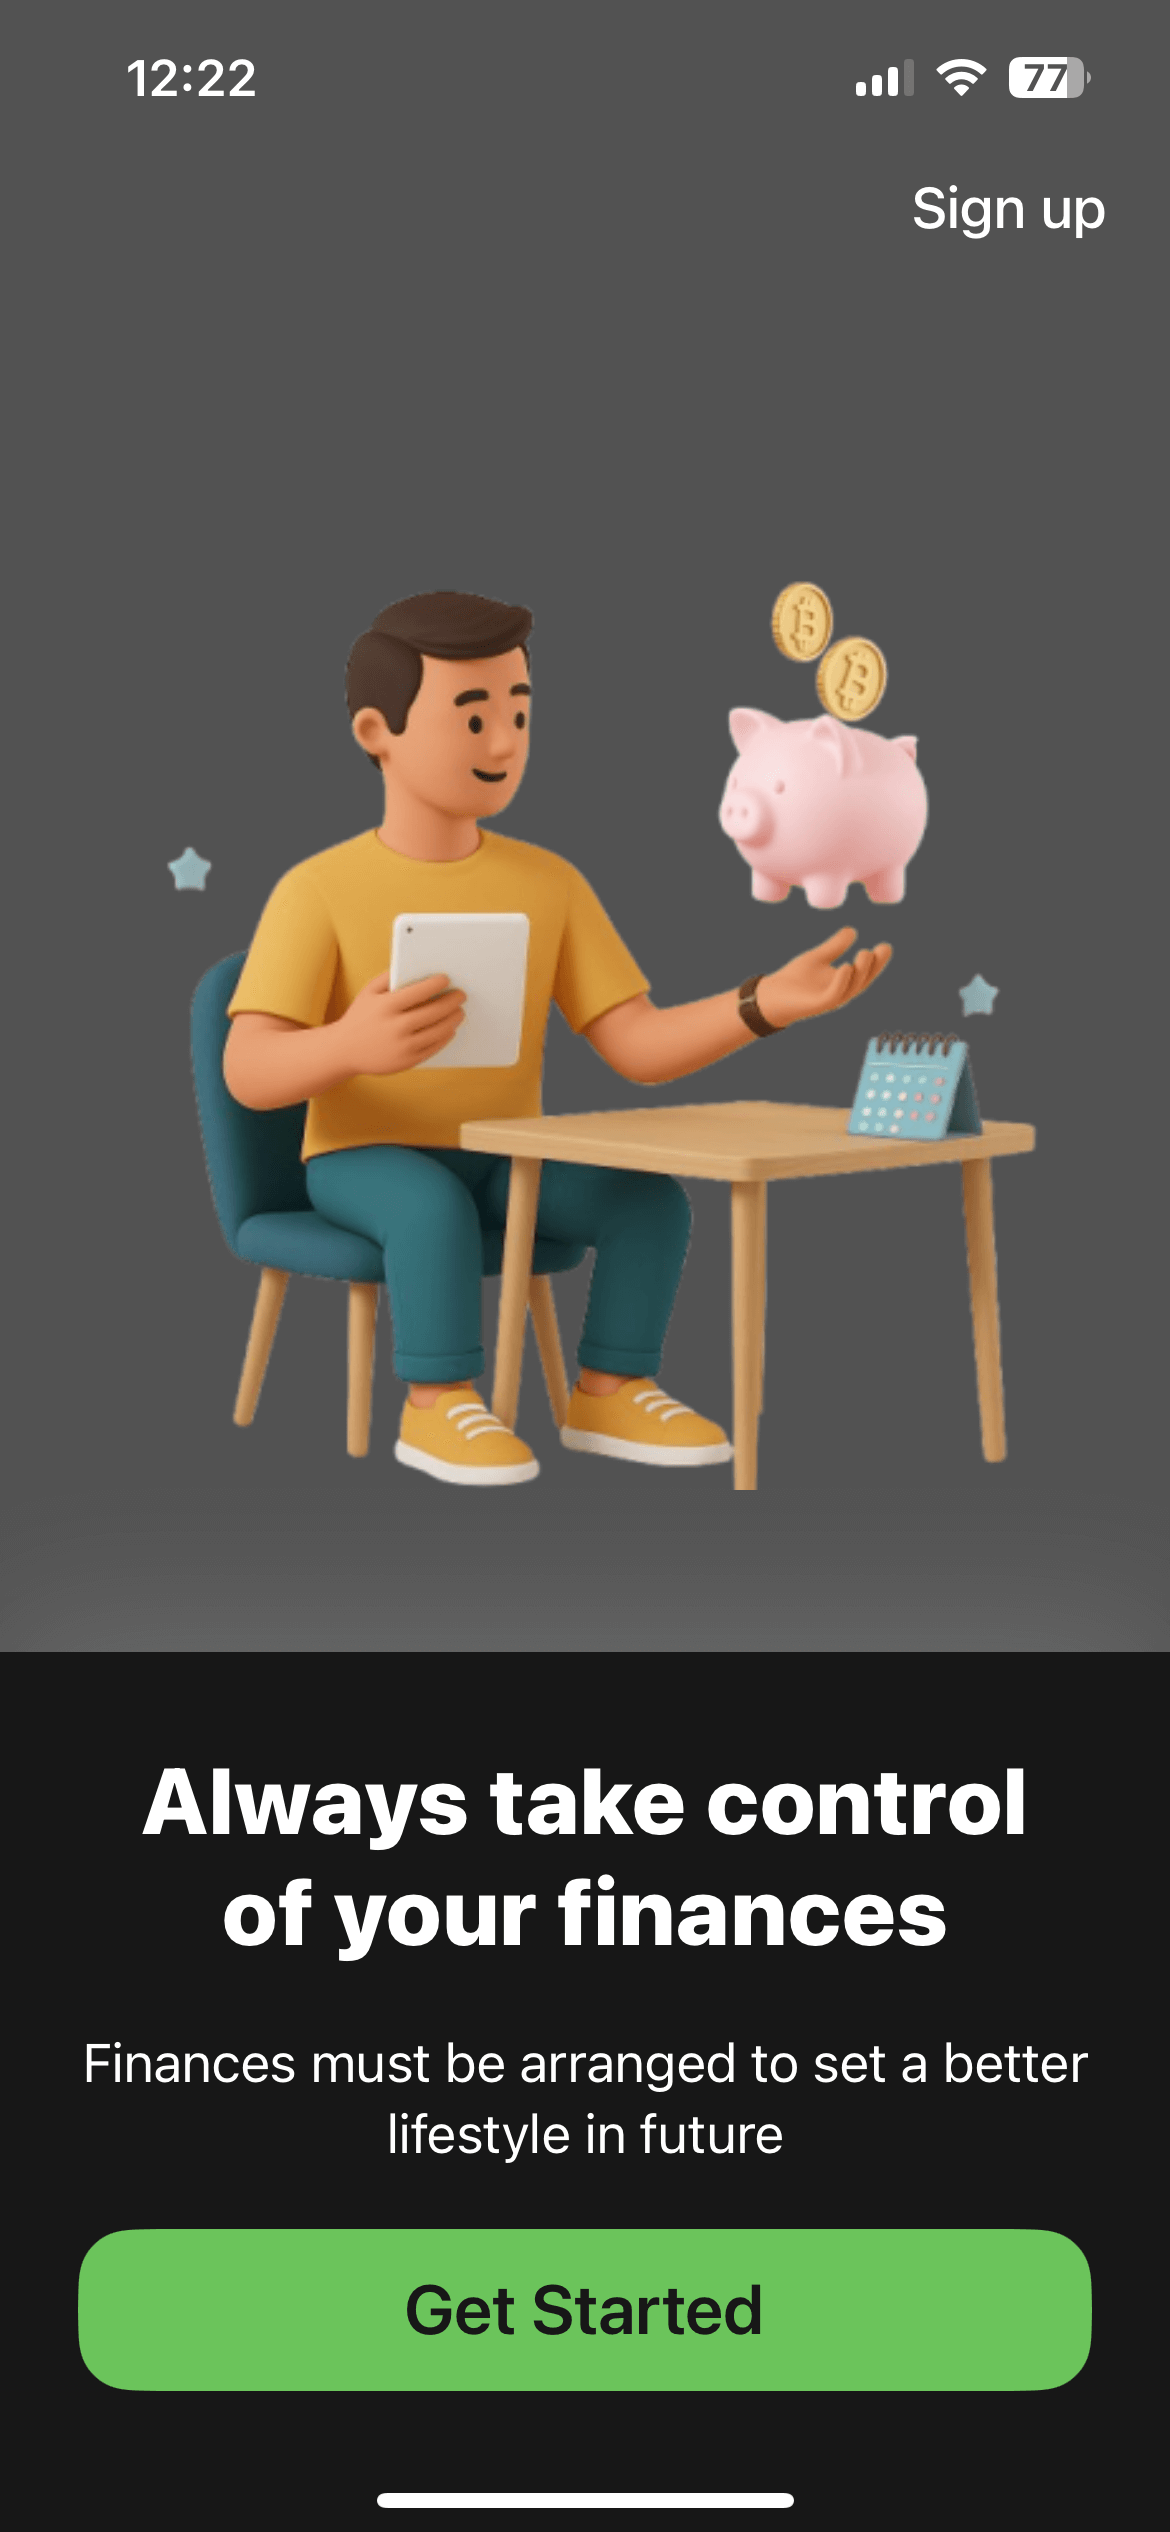 12:22
77
Sign up
Always take control
of your finances
Finances must be arranged to set a better
lifestyle in future
Get Started